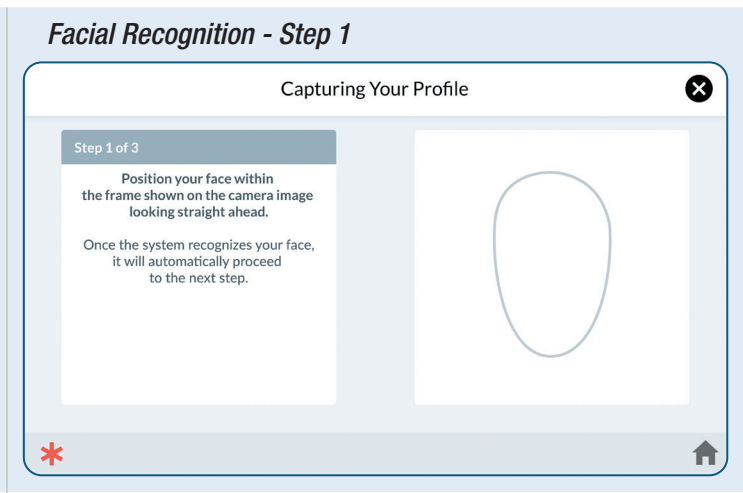 Facial Recognition - Step 1
Capturing Your Profile
Step 1 of 3
Position your face within
the frame shown on the camera image
looking straight ahead.
Once the system recognizes your face,
it will automatically proceed
to the next step.